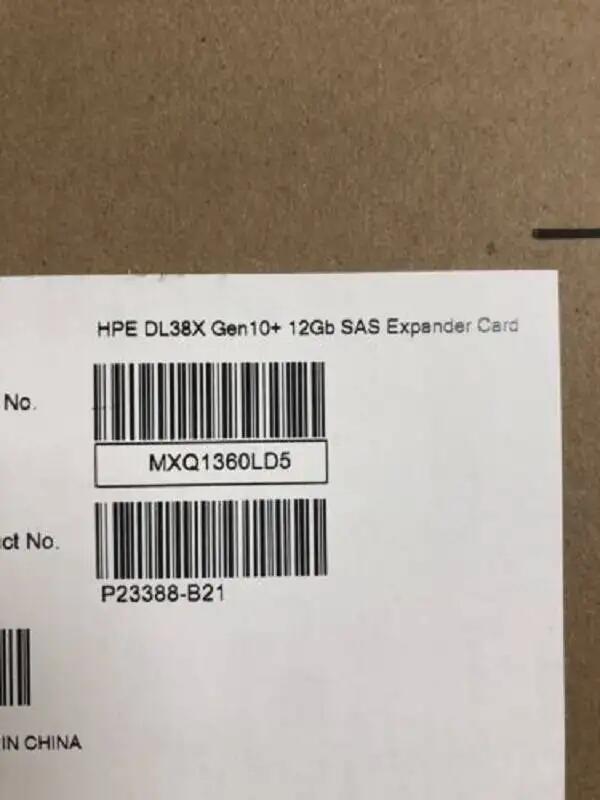 HPE DL38X Gen10+ 12Gb SAS Expander Card
No.
MXQ1360LD5
ct No.
P23388-B21
IN CHINA